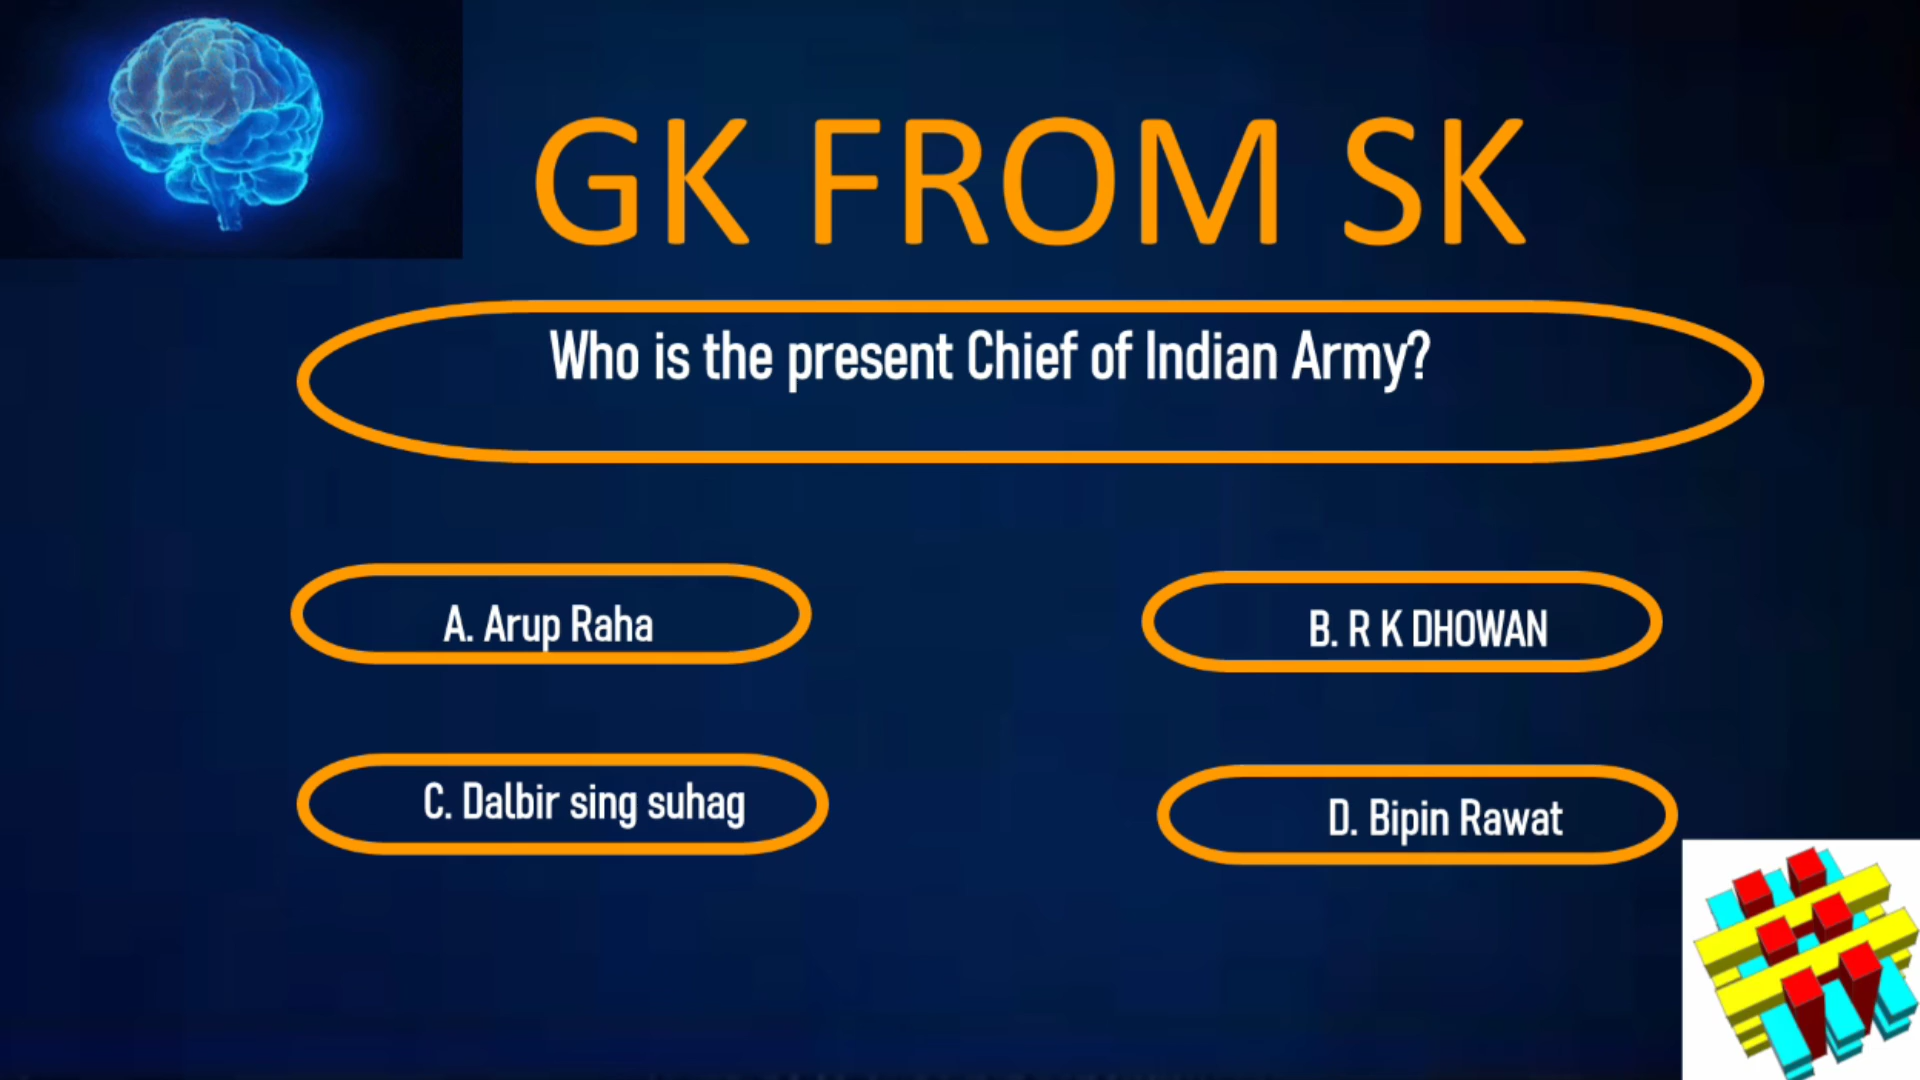 GK FROM SK
Who is the present Chief of Indian Army?
A. Arup Raha
B. R K DHOWAN
C. Dalbir sing suhag
D. Bipin Rawat